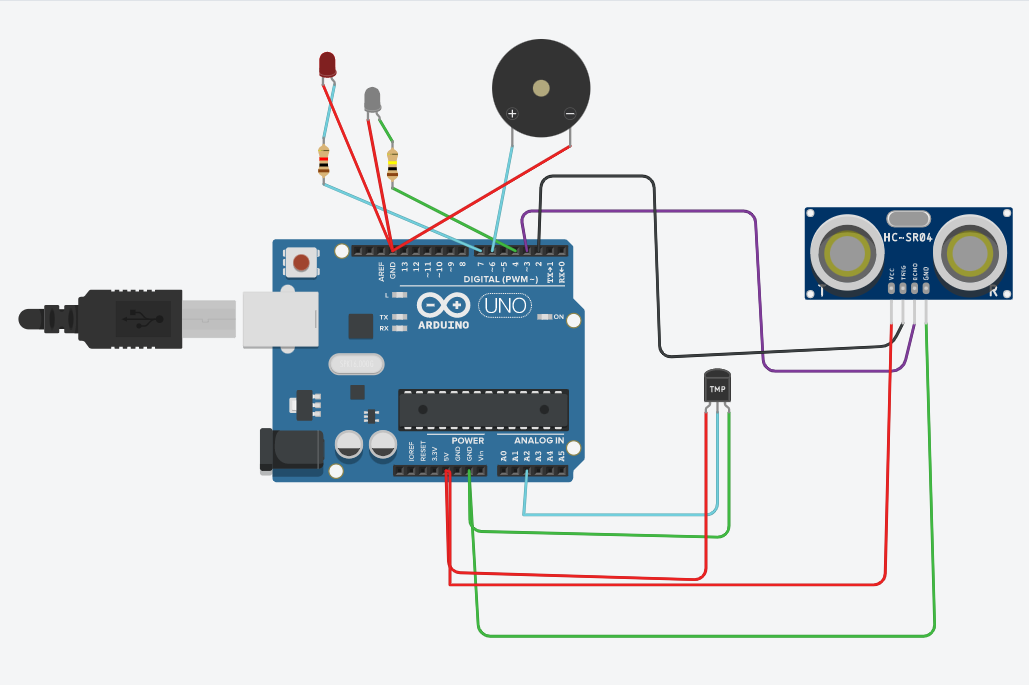 + −
HC-SR04
VCC TRIG ECHO GND
T R
AREF GND 13 12 ~11 ~10 ~9 8 7 ~6 ~5 4 ~3 2 TX→1 RX←0
DIGITAL (PWM~)
L
TX
RX
UNO
ON
ARDUINO
TMP
POWER ANALOG IN
IOREF RESET 3.3V 5V GND GND Vin A0 A1 A2 A3 A4 A5